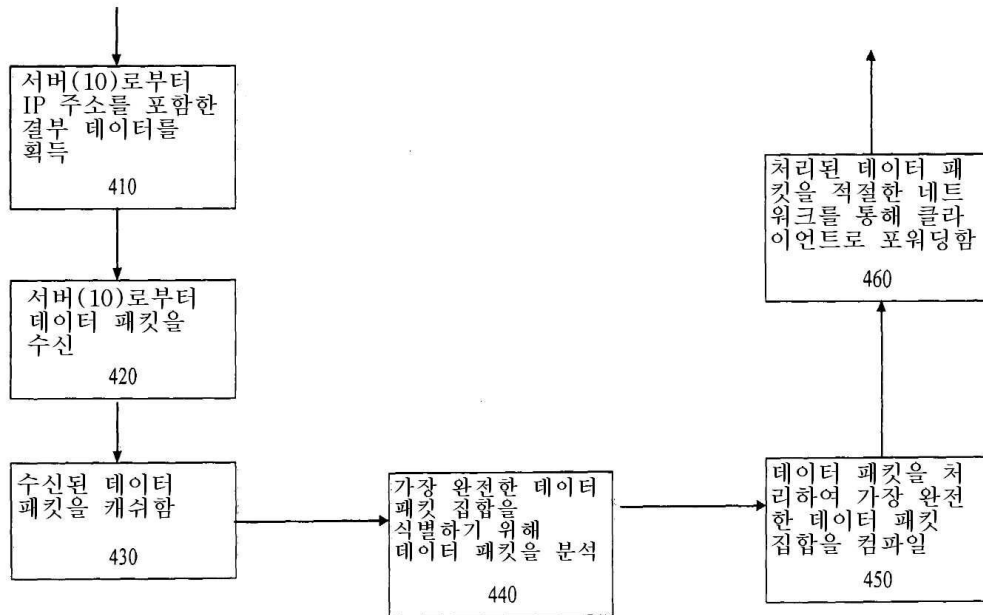 서버(10)로부터
IP 주소를 포함한
결부 데이터를
획득
410
서버(10)로부터
데이터 패킷을
수신
420
수신된 데이터
패킷을 캐쉬함
430
가장 완전한 데이터
패킷 집합을
식별하기 위해
데이터 패킷을 분석
440
데이터 패킷을 처
리하여 가장 완전
한 데이터 패킷
집합을 컴파일
450
처리된 데이터 패
킷을 적절한 네트
워크를 통해 클라
이언트로 포워딩함
460